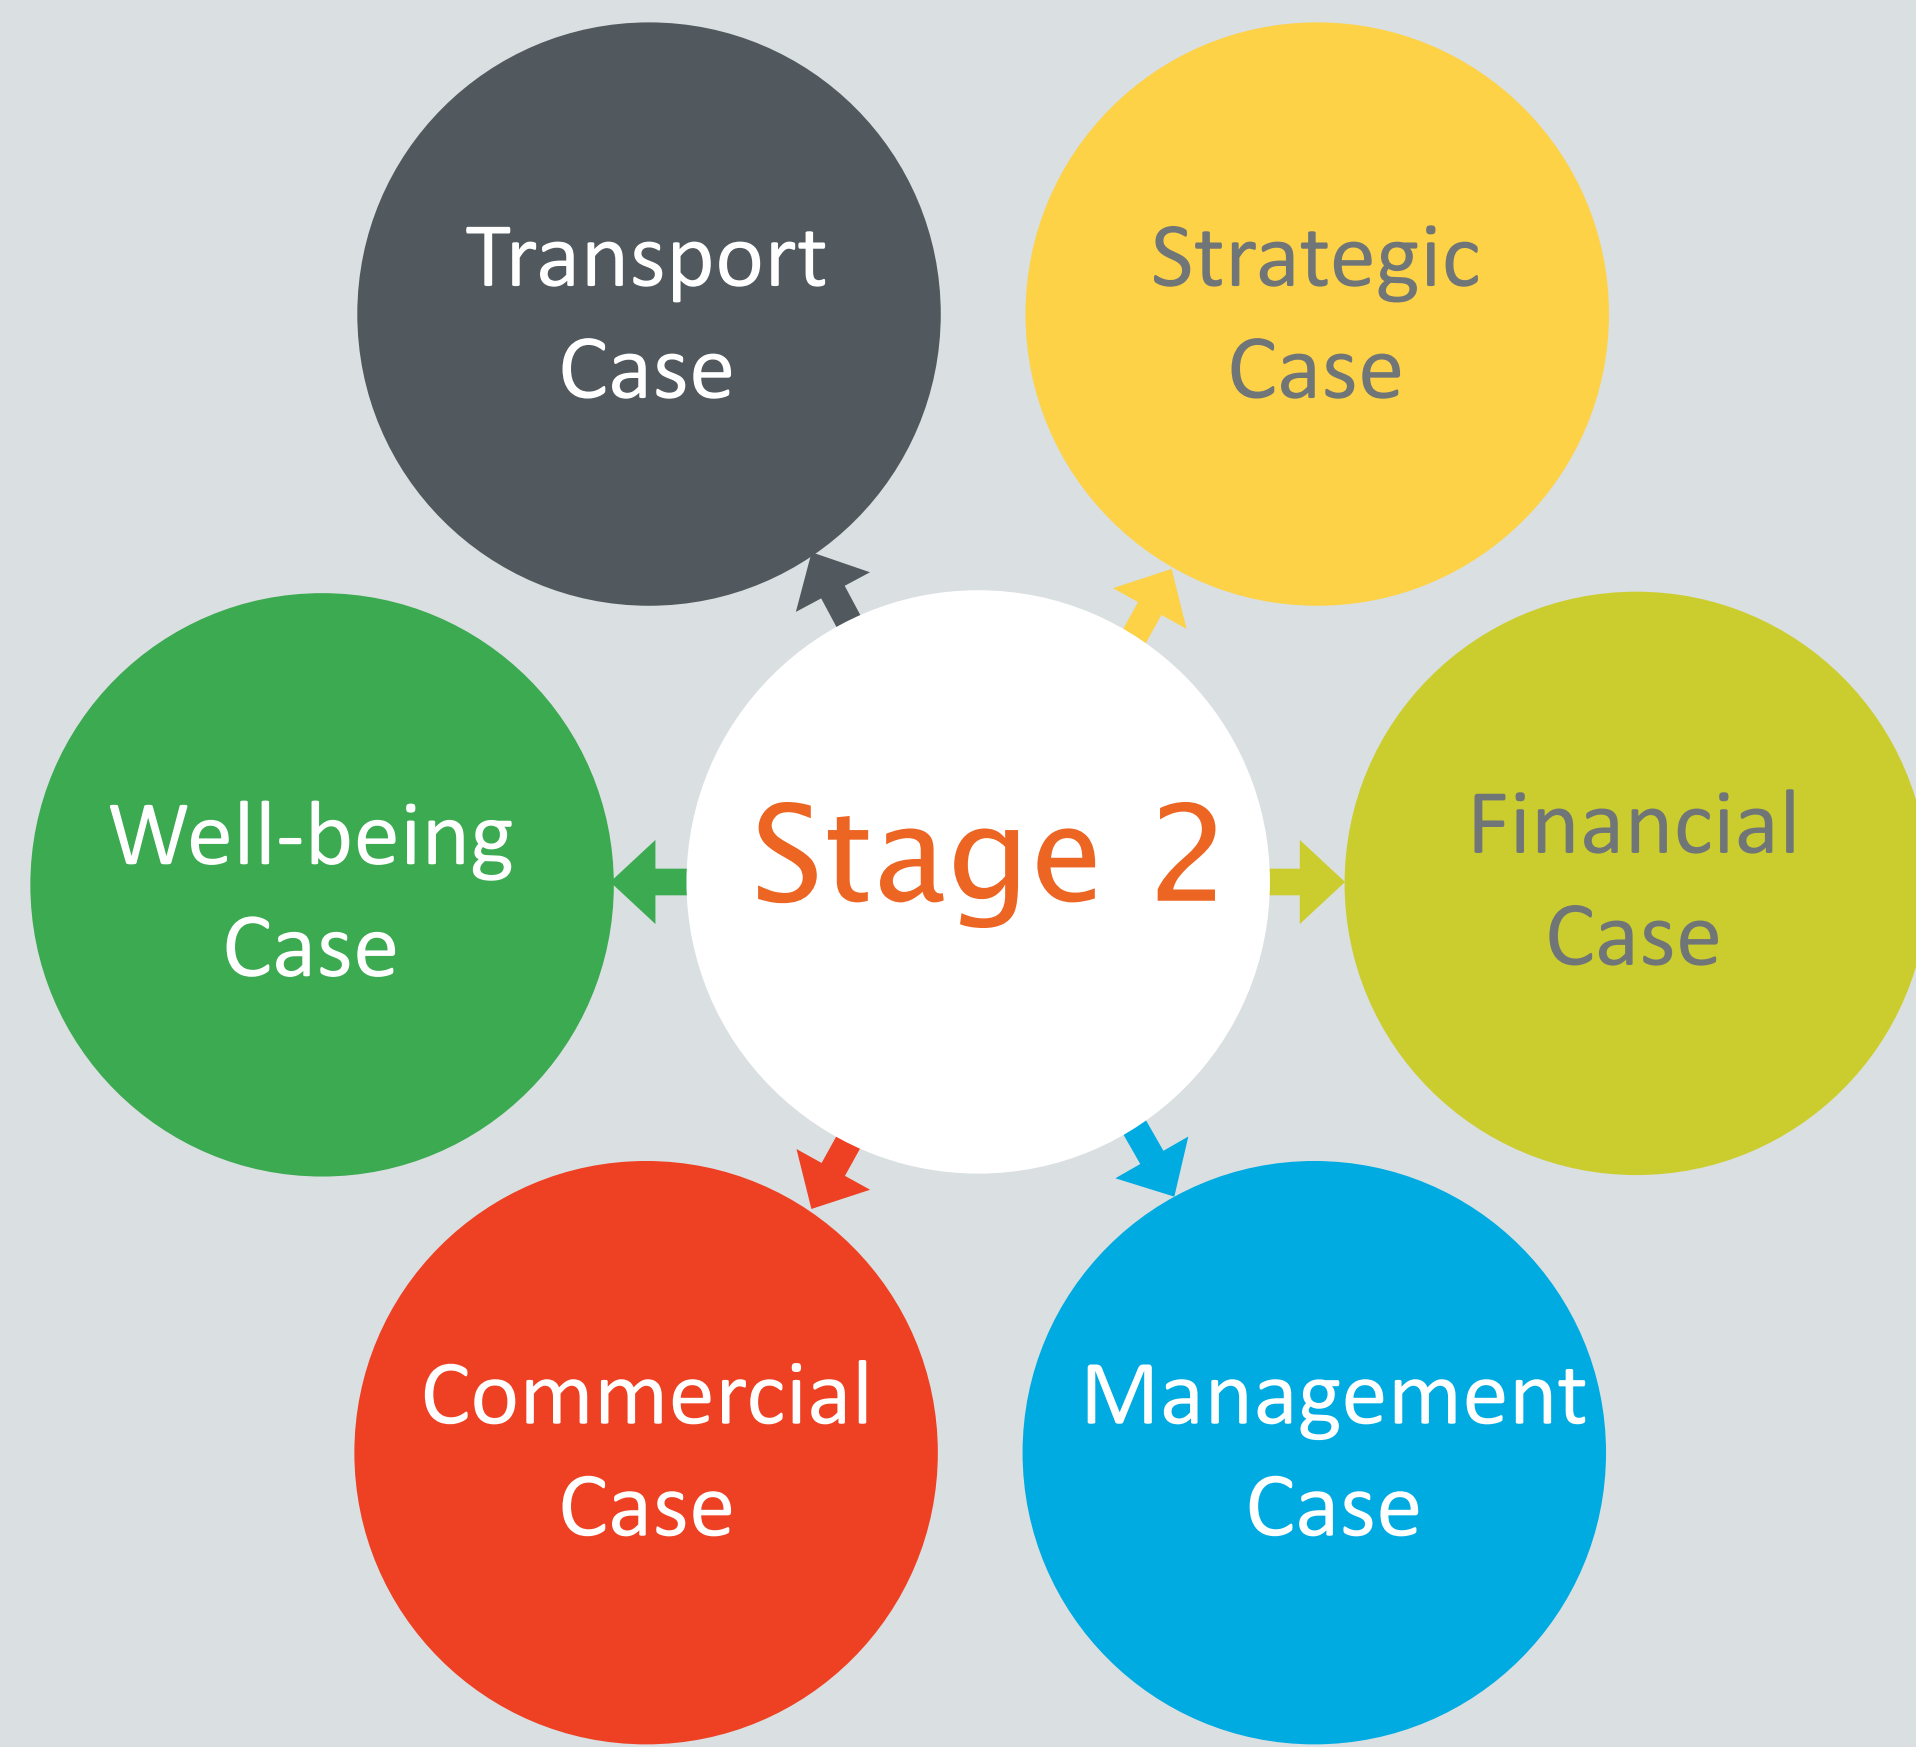 Transport
Case
Strategic
Case
Well-being
Case
Stage 2
Financial
Case
Commercial
Case
Management
Case